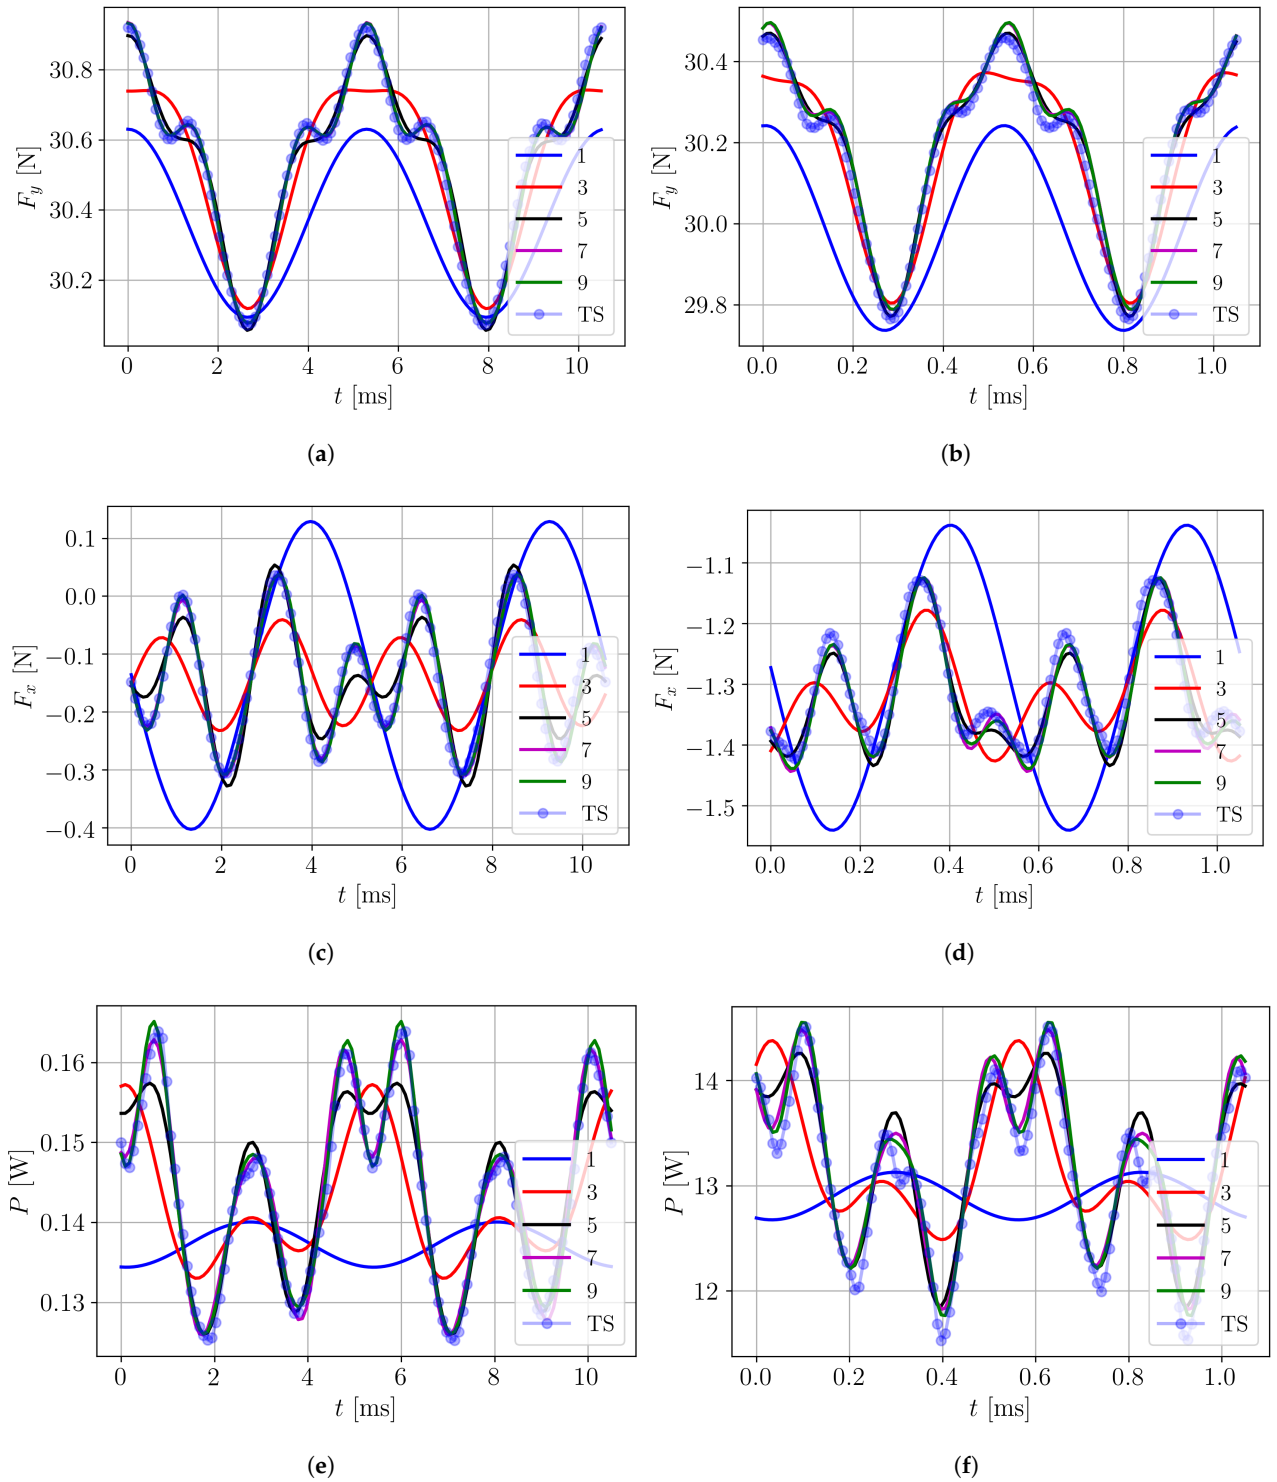 30.8
30.6
30.4
30.2
F_y [N]
0 2 4 6 8 10
t [ms]
1
3
5
7
9
TS
(a)
30.4
30.2
30.0
29.8
F_y [N]
0.0 0.2 0.4 0.6 0.8 1.0
t [ms]
1
3
5
7
9
TS
(b)
0.1
0.0
−0.1
−0.2
−0.3
−0.4
F_x [N]
0 2 4 6 8 10
t [ms]
1
3
5
7
9
TS
(c)
−1.1
−1.2
−1.3
−1.4
−1.5
F_x [N]
0.0 0.2 0.4 0.6 0.8 1.0
t [ms]
1
3
5
7
9
TS
(d)
0.16
0.15
0.14
0.13
P [W]
0 2 4 6 8 10
t [ms]
1
3
5
7
9
TS
(e)
14
13
12
P [W]
0.0 0.2 0.4 0.6 0.8 1.0
t [ms]
1
3
5
7
9
TS
(f)